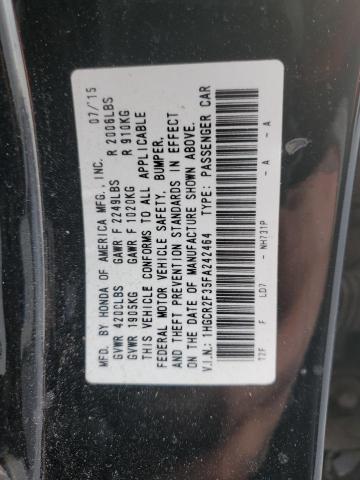 MFD. BY HONDA OF AMERICA MFG., INC. 07/15
GVWR 4200LBS GAWR F 2249LBS R 2006LBS
GVWR 1905KG GAWR F 1020KG R 910KG
THIS VEHICLE CONFORMS TO ALL APPLICABLE
FEDERAL MOTOR VEHICLE SAFETY, BUMPER,
AND THEFT PREVENTION STANDARDS IN EFFECT
ON THE DATE OF MANUFACTURE SHOWN ABOVE.
V.I.N.: 1HGCR2F35FA242464 TYPE: PASSENGER CAR
T2F F LD7 - NH731P - A - A